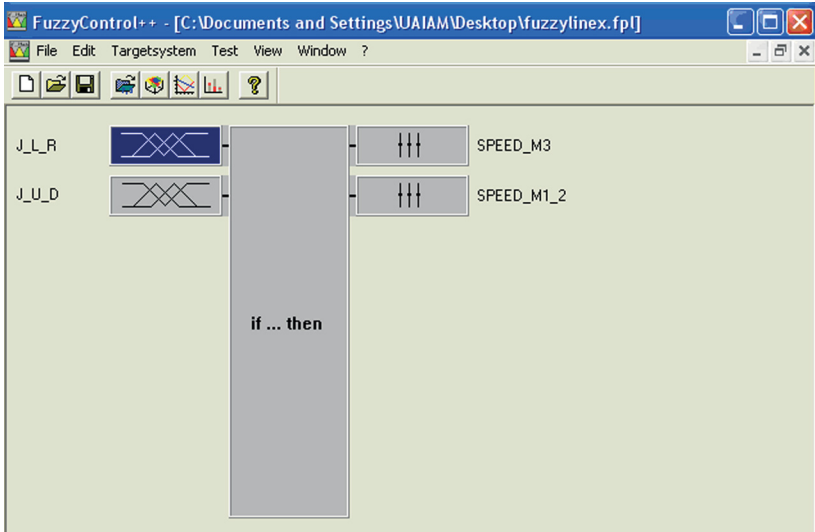 FuzzyControl++ - [C:\Documents and Settings\UAIAM\Desktop\fuzzylinex.fpl]
File Edit Targetsystem Test View Window ?
J_L_R SPEED_M3
J_U_D SPEED_M1_2
if ... then